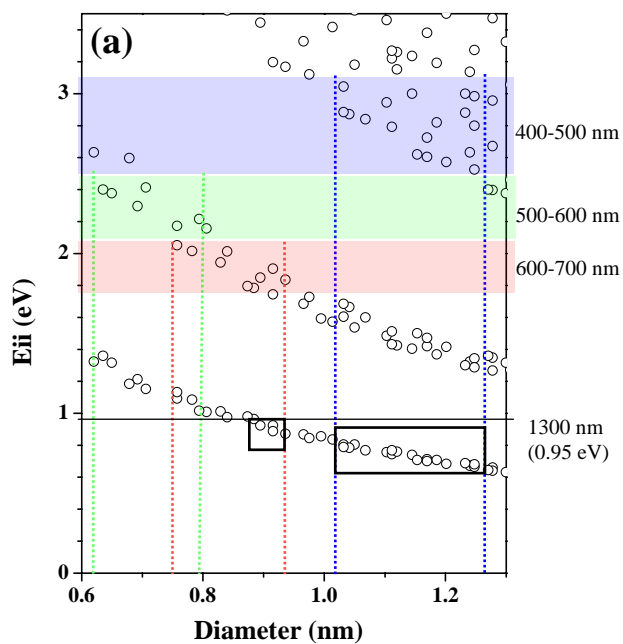 (a)
3
2
1
0
Eii (eV)
400-500 nm
500-600 nm
600-700 nm
1300 nm
(0.95 eV)
0.6
0.8
1.0
1.2
Diameter (nm)